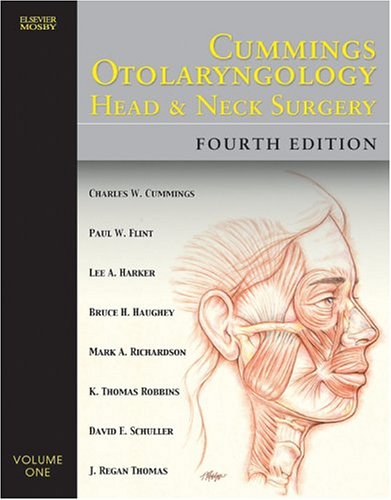 ELSEVIER
MOSBY
CUMMINGS
OTOLARYNGOLOGY
HEAD & NECK SURGERY
FOURTH EDITION
CHARLES W. CUMMINGS
PAUL W. FLINT
LEE A. HARKER
BRUCE H. HAUGHEY
MARK A. RICHARDSON
K. THOMAS ROBBINS
DAVID E. SCHULLER
J. REGAN THOMAS
VOLUME
ONE